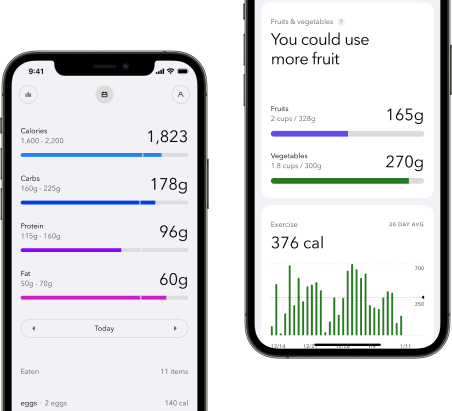 9:41
Calories
1,600 - 2,200
1,823
Carbs
160g - 225g
178g
Protein
115g - 160g
96g
Fat
50g - 70g
60g
Today
Eaten
11 items
eggs · 2 eggs
140 cal
Fruits & vegetables ?
You could use
more fruit
Fruits
2 cups / 328g
165g
Vegetables
1.8 cups / 300g
270g
Exercise
30 DAY AVG
376 cal
700
350
12/14
1/11